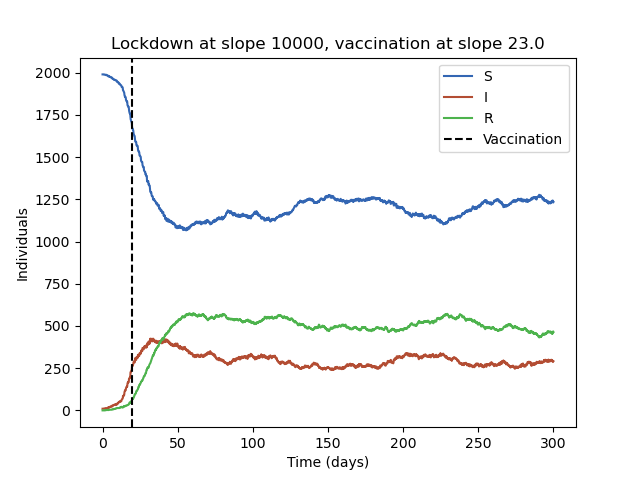 Lockdown at slope 10000, vaccination at slope 23.0
S
I
R
Vaccination
2000
1750
1500
1250
1000
750
500
250
0
Individuals
0 50 100 150 200 250 300
Time (days)